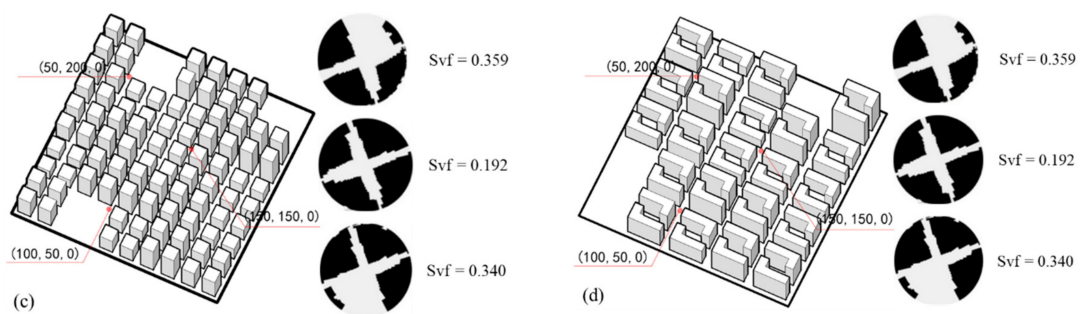 (50, 200, 0)
(150, 150, 0)
(100, 50, 0)
(c)
Svf = 0.359
Svf = 0.192
Svf = 0.340
(50, 200, 0)
(150, 150, 0)
(100, 50, 0)
(d)
Svf = 0.359
Svf = 0.192
Svf = 0.340